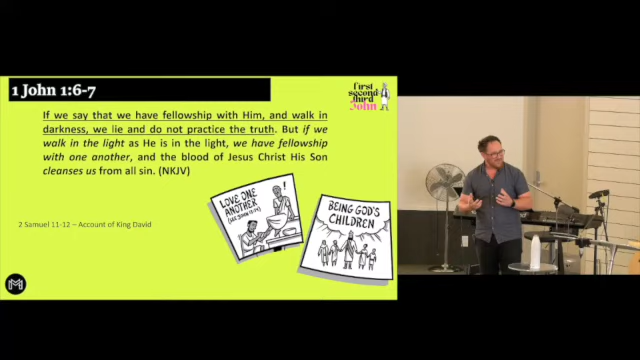 1 John 1:6-7
first
second
third
John
If we say that we have fellowship with Him, and walk in
darkness, we lie and do not practice the truth. But if we
walk in the light as He is in the light, we have fellowship
with one another, and the blood of Jesus Christ His Son
cleanses us from all sin. (NKJV)
LOVE ONE
ANOTHER
!
BEING GOD'S
CHILDREN
2 Samuel 11-12 – Account of King David
M